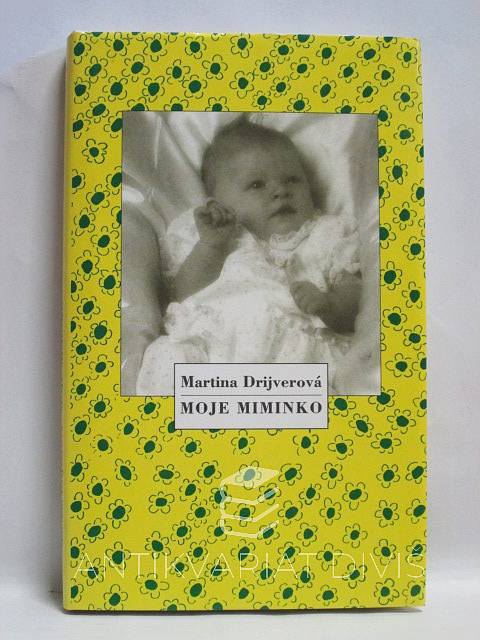 Martina Drijverová
MOJE MIMINKO
ANTIKVARIÁT DIVIŠ